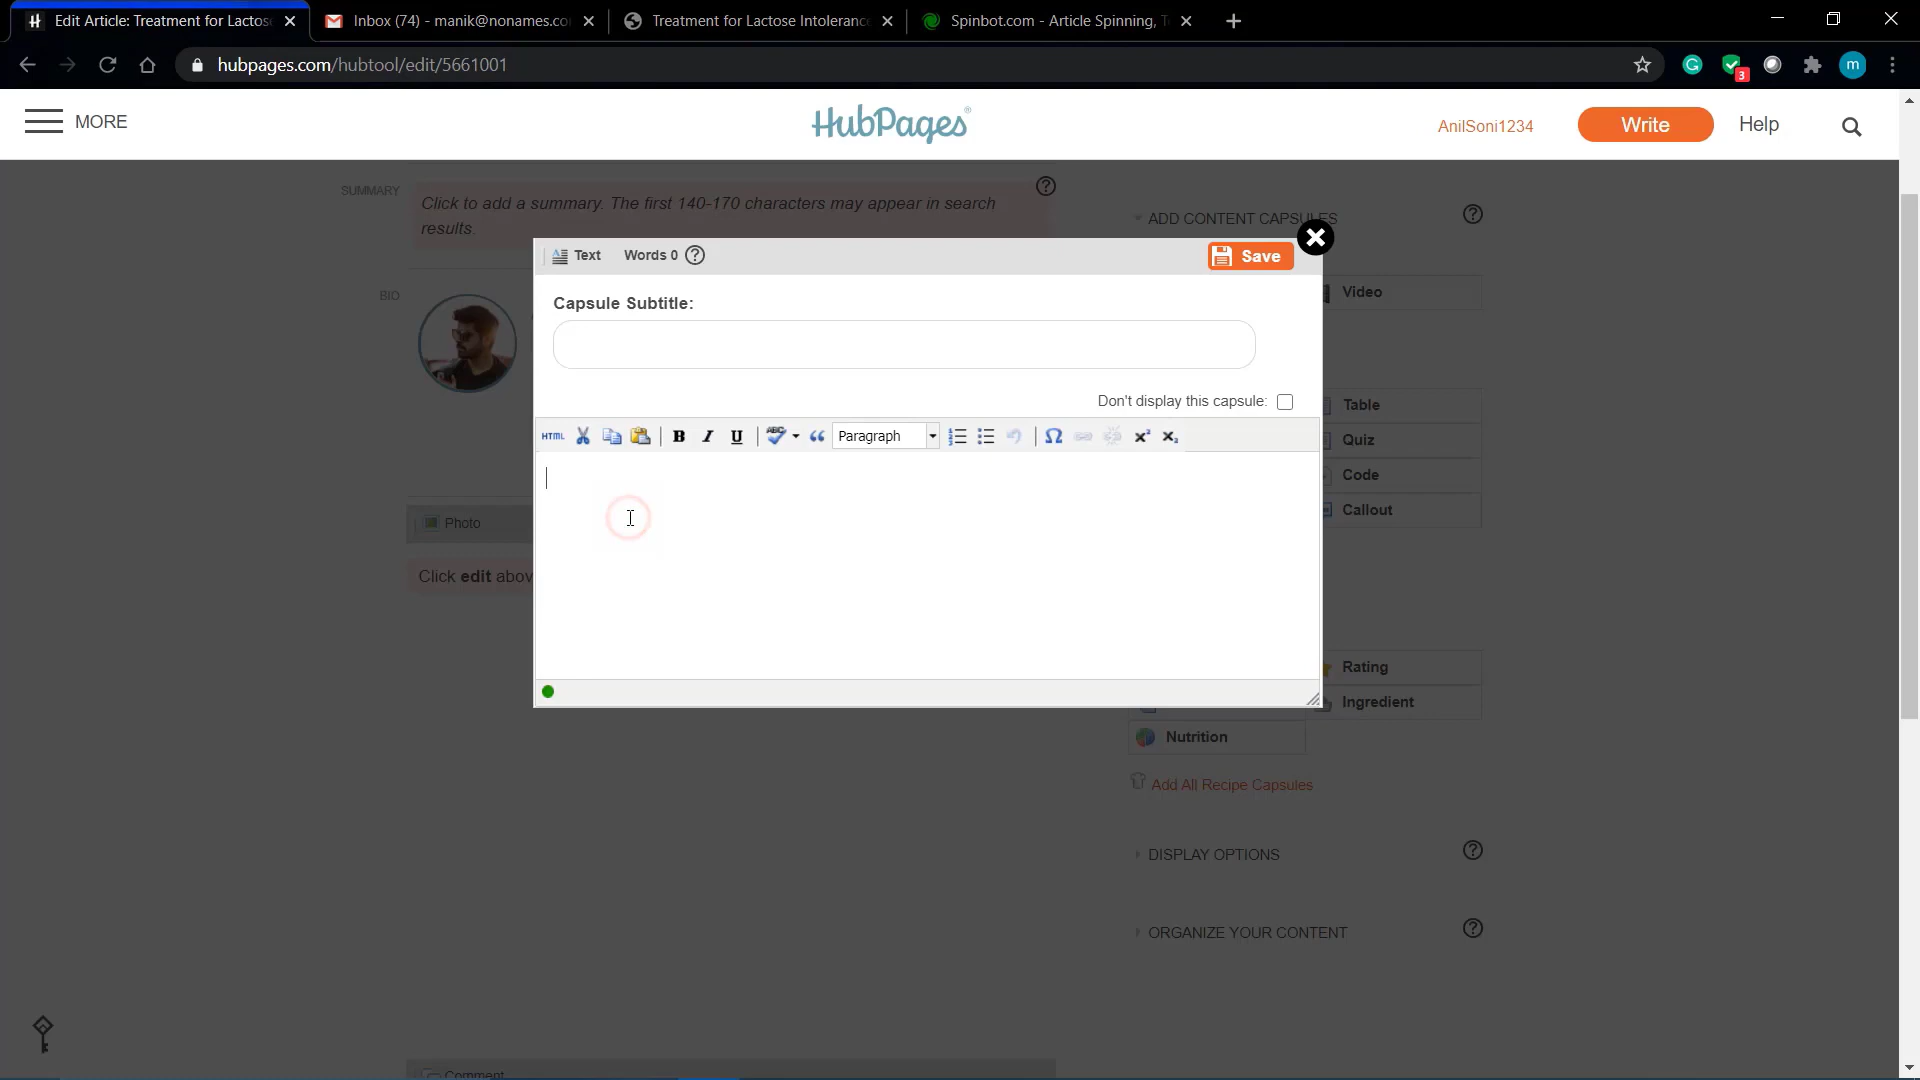 Edit Article: Treatment for Lactos
Inbox (74) - manik@nonames.co
Treatment for Lactose Intoleranc
Spinbot.com - Article Spinning, T
hubpages.com/hubtool/edit/5661001
3
m
MORE
HubPages®
AnilSoni1234
Write
Help
SUMMARY
Click to add a summary. The first 140-170 characters may appear in search
results.
ADD CONTENT CAPSULES
Text
Words 0
Save
BIO
Capsule Subtitle:
Video
Don't display this capsule:
Table
HTML
B
I
U
ABC
Paragraph
Quiz
Code
Callout
Photo
Click edit abov
Rating
Ingredient
Nutrition
Add All Recipe Capsules
DISPLAY OPTIONS
ORGANIZE YOUR CONTENT
Comment